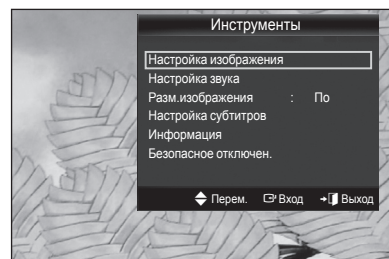 Инструменты
Настройка изображения
Настройка звука
Разм.изображения : По
Настройка субтитров
Информация
Безопасное отключен.
Перем. Вход Выход